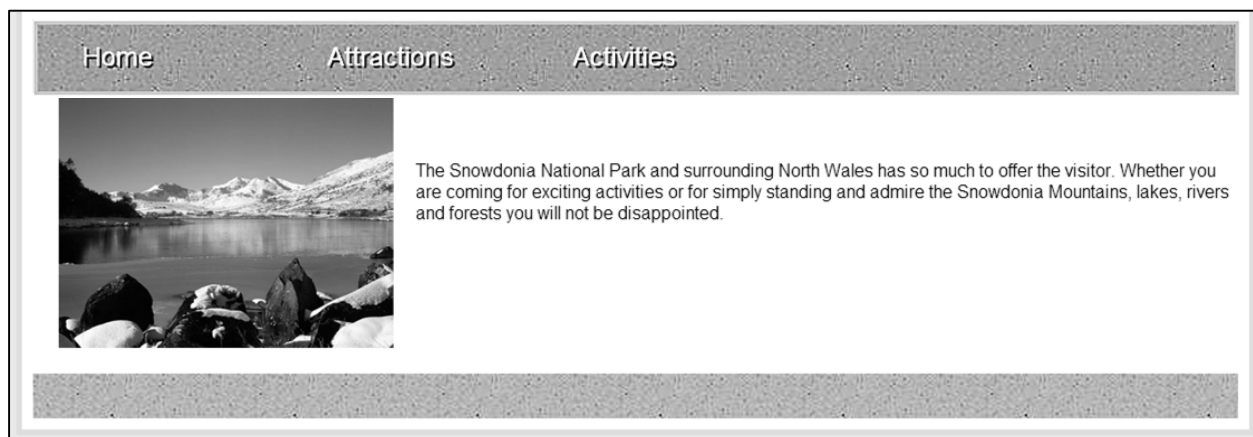 Home Attractions Activities
The Snowdonia National Park and surrounding North Wales has so much to offer the visitor. Whether you
are coming for exciting activities or for simply standing and admire the Snowdonia Mountains, lakes, rivers
and forests you will not be disappointed.